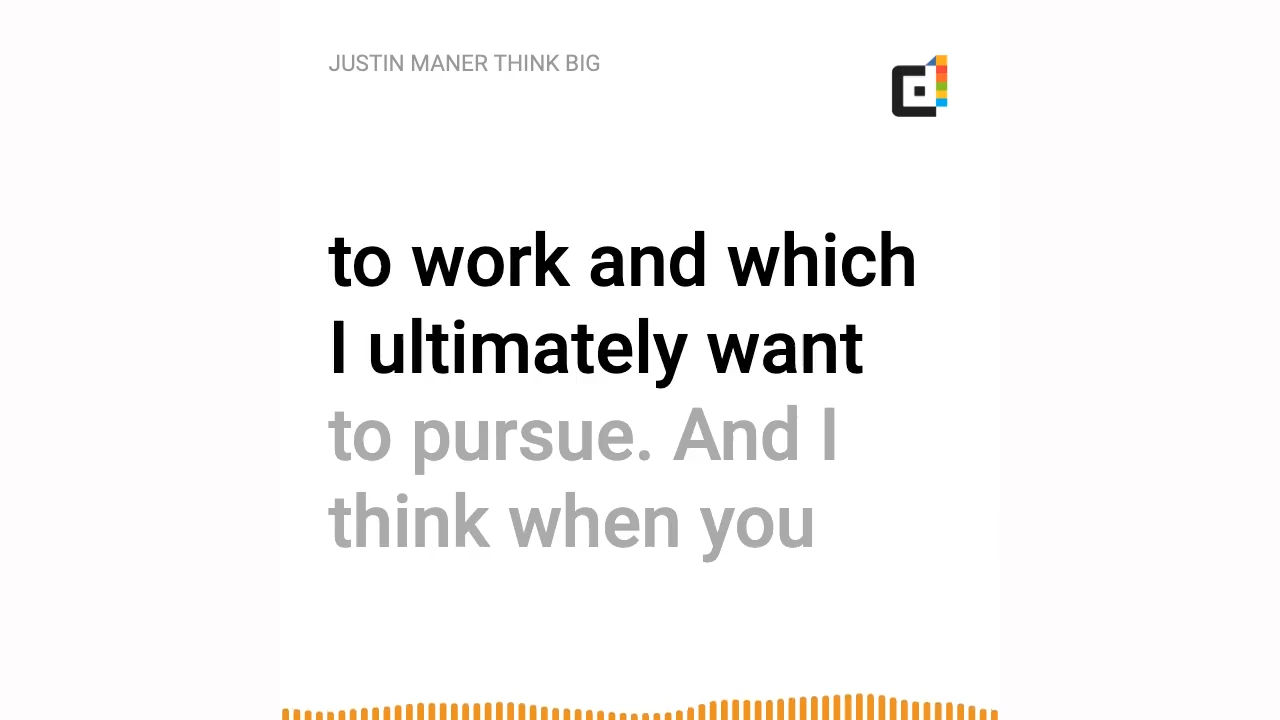 JUSTIN MANER THINK BIG
to work and which
I ultimately want
to pursue. And I
think when you